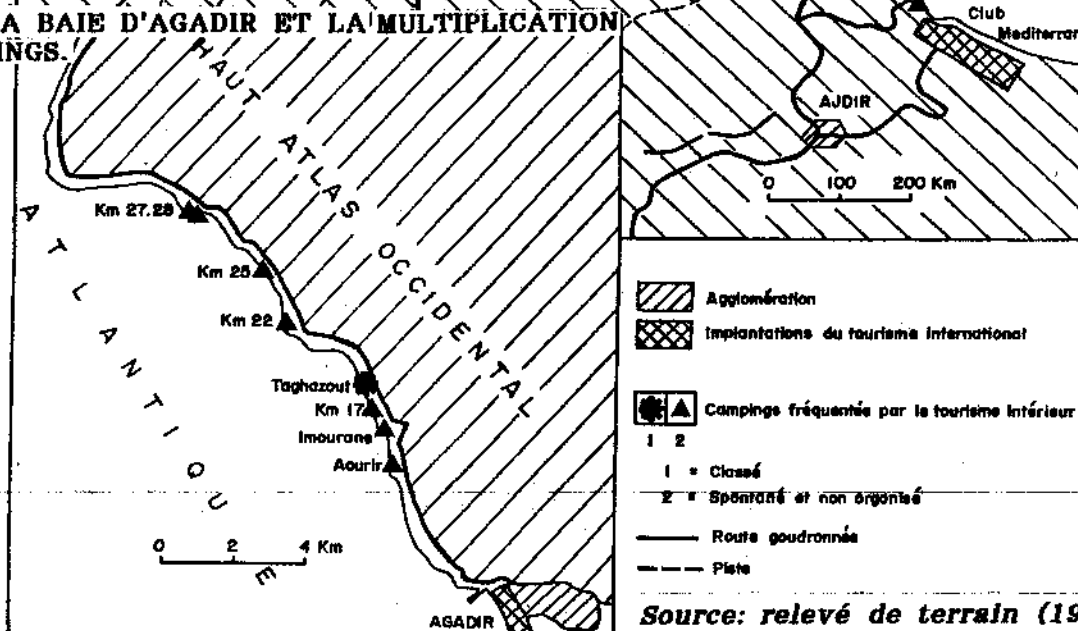 A BAIE D'AGADIR ET LA MULTIPLICATION
INGS.
HAUT ATLAS OCCIDENTAL
ATLANTIQUE
Km 27.28
Km 25
Km 22
Taghazout
Km 17
Imourane
Aourir
0 2 4 Km
AGADIR
Club
Mediterran
AJDIR
0 100 200 Km
Agglomération
Implantations du tourisme international
Campings fréquentés par le tourisme intérieur
1 2
1 = Classé
2 = Spontané et non organisé
Route goudronnée
Piste
Source: relevé de terrain (19